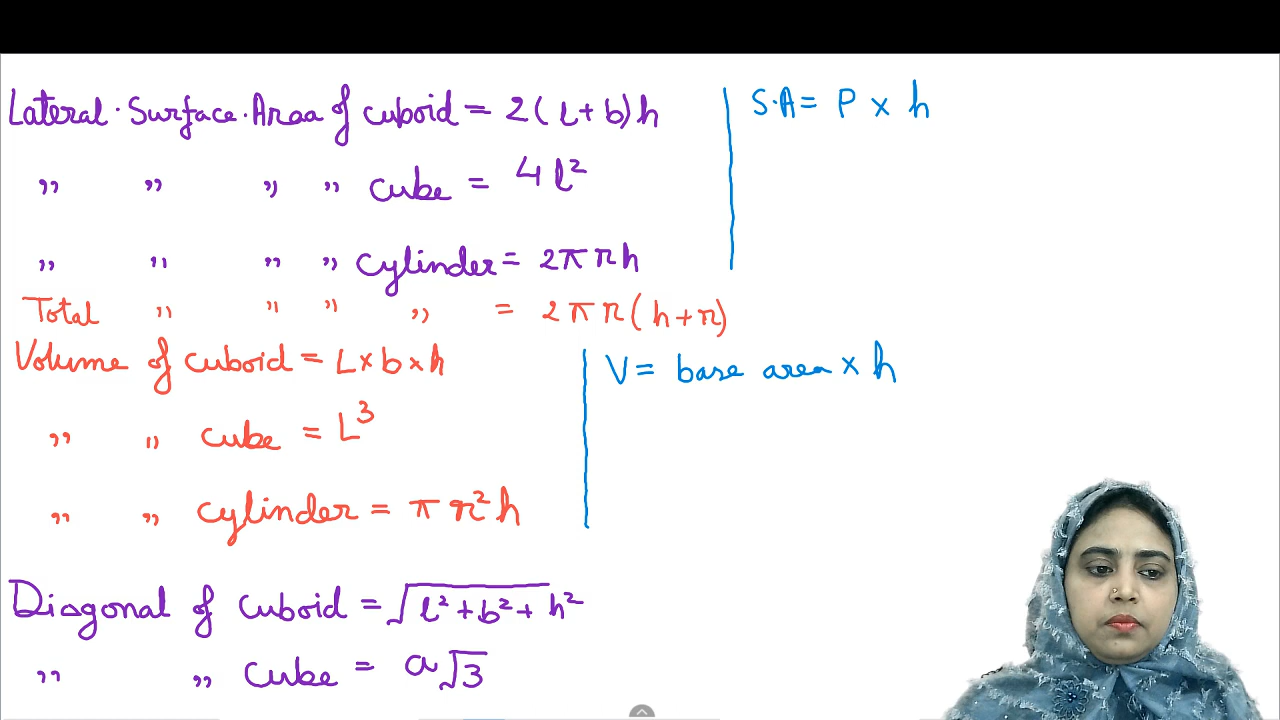 Lateral. Surface. Area of cuboid = 2(l+b)h
,, ,, ,, ,, cube = 4l²
,, ,, ,, ,, cylinder = 2πrh
Total ,, ,, ,, ,, = 2πr(h+r)
S.A = P × h
Volume of cuboid = L×b×h
,, ,, cube = L³
,, ,, cylinder = πr²h
V = base area × h
Diagonal of cuboid = √l²+b²+h²
,, ,, cube = a√3